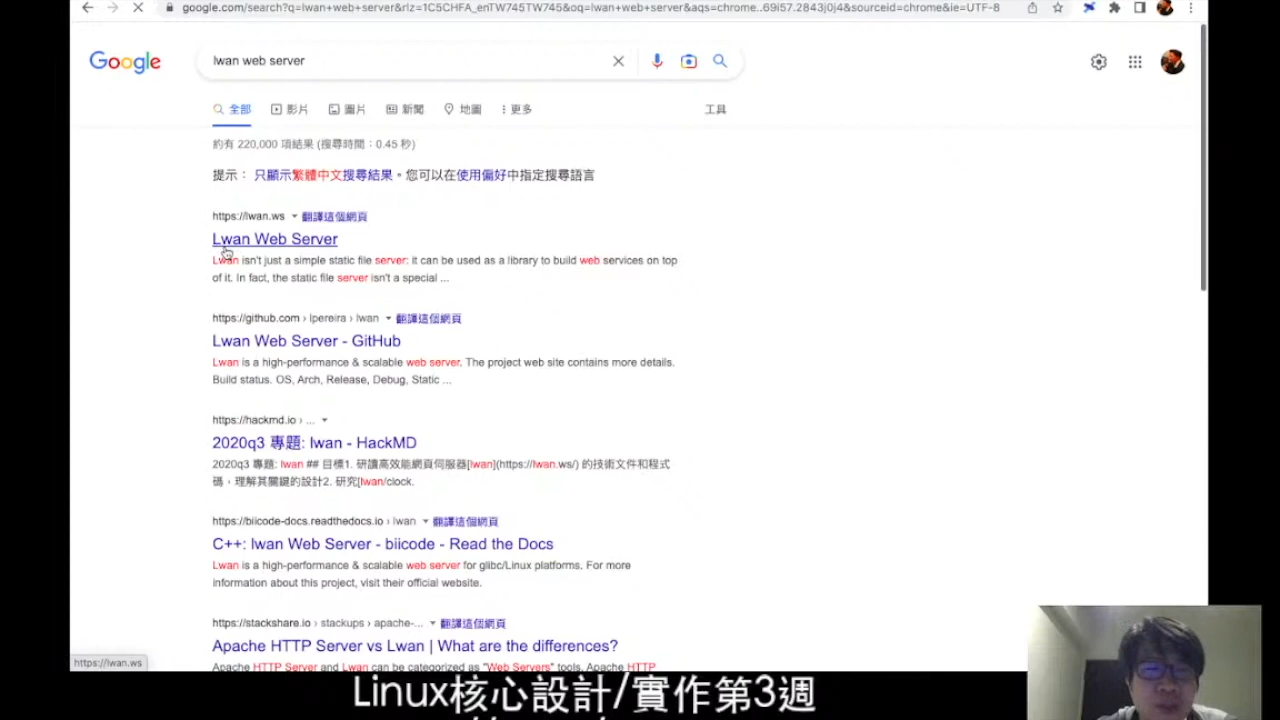 google.com/search?q=lwan+web+server&rlz=1C5CHFA_enTW745TW745&oq=lwan+web+server&aqs=chrome..69i57.2843j0j4&sourceid=chrome&ie=UTF-8
Google
lwan web server
全部 影片 圖片 新聞 地圖 更多 工具
約有 220,000 項結果 (搜尋時間：0.45 秒)
提示： 只顯示繁體中文搜尋結果。您可以在使用偏好中指定搜尋語言
https://lwan.ws 翻譯這個網頁
Lwan Web Server
Lwan isn't just a simple static file server: it can be used as a library to build web services on top
of it. In fact, the static file server isn't a special ...
https://github.com › lpereira › lwan 翻譯這個網頁
Lwan Web Server - GitHub
Lwan is a high-performance & scalable web server. The project web site contains more details.
Build status. OS, Arch, Release, Debug, Static ...
https://hackmd.io › ...
2020q3 專題: lwan - HackMD
2020q3 專題: lwan ## 目標1. 研讀高效能網頁伺服器[lwan](https://lwan.ws/) 的技術文件和程式
碼，理解其關鍵的設計2. 研究[lwan/clock.
https://biicode-docs.readthedocs.io › lwan 翻譯這個網頁
C++: lwan Web Server - biicode - Read the Docs
Lwan is a high-performance & scalable web server for glibc/Linux platforms. For more
information about this project, visit their official website.
https://stackshare.io › stackups › apache-... 翻譯這個網頁
Apache HTTP Server vs Lwan | What are the differences?
Apache HTTP Server and Lwan can be categorized as "Web Servers" tools. Apache HTTP
https://lwan.ws
Linux核心設計/實作第3週